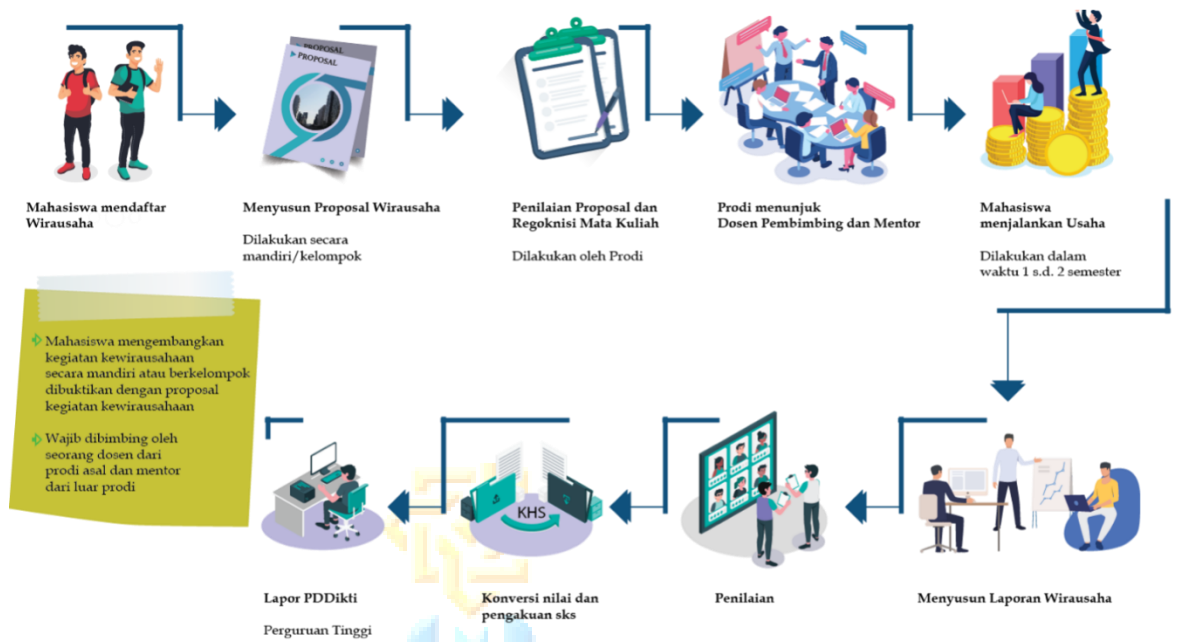 PROPOSAL
PROPOSAL
Mahasiswa mendaftar
Wirausaha
Menyusun Proposal Wirausaha
Dilakukan secara
mandiri/kelompok
Penilaian Proposal dan
Regoknisi Mata Kuliah
Dilakukan oleh Prodi
Prodi menunjuk
Dosen Pembimbing dan Mentor
Mahasiswa
menjalankan Usaha
Dilakukan dalam
waktu 1 s.d. 2 semester
Mahasiswa mengembangkan
kegiatan kewirausahaan
secara mandiri atau berkelompok
dibuktikan dengan proposal
kegiatan kewirausahaan
Wajib dibimbing oleh
seorang dosen dari
prodi asal dan mentor
dari luar prodi
Menyusun Laporan Wirausaha
Penilaian
KHS
Konversi nilai dan
pengakuan sks
Lapor PDDikti
Perguruan Tinggi